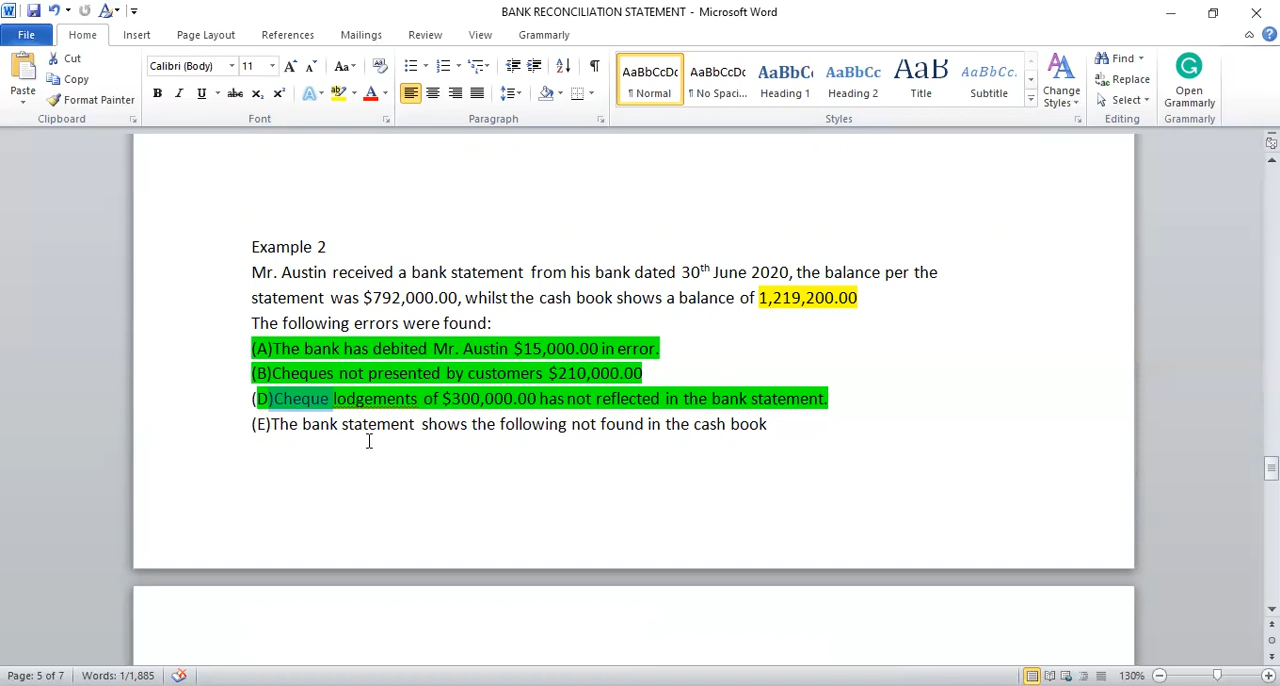 BANK RECONCILIATION STATEMENT - Microsoft Word
File Home Insert Page Layout References Mailings Review View Grammarly
Paste Cut Copy Format Painter
Calibri (Body) 11
AaBbCcDc AaBbCcDc AaBbC AaBbCc AaB AaBbCc.
¶ Normal ¶ No Spaci... Heading 1 Heading 2 Title Subtitle
Change Styles
Find Replace Select
Open Grammarly
Clipboard Font Paragraph Styles Editing Grammarly
Example 2
Mr. Austin received a bank statement from his bank dated 30th June 2020, the balance per the
statement was $792,000.00, whilst the cash book shows a balance of 1,219,200.00
The following errors were found:
(A)The bank has debited Mr. Austin $15,000.00 in error.
(B)Cheques not presented by customers $210,000.00
(D)Cheque lodgements of $300,000.00 has not reflected in the bank statement.
(E)The bank statement shows the following not found in the cash book
Page: 5 of 7 Words: 1/1,885 130%